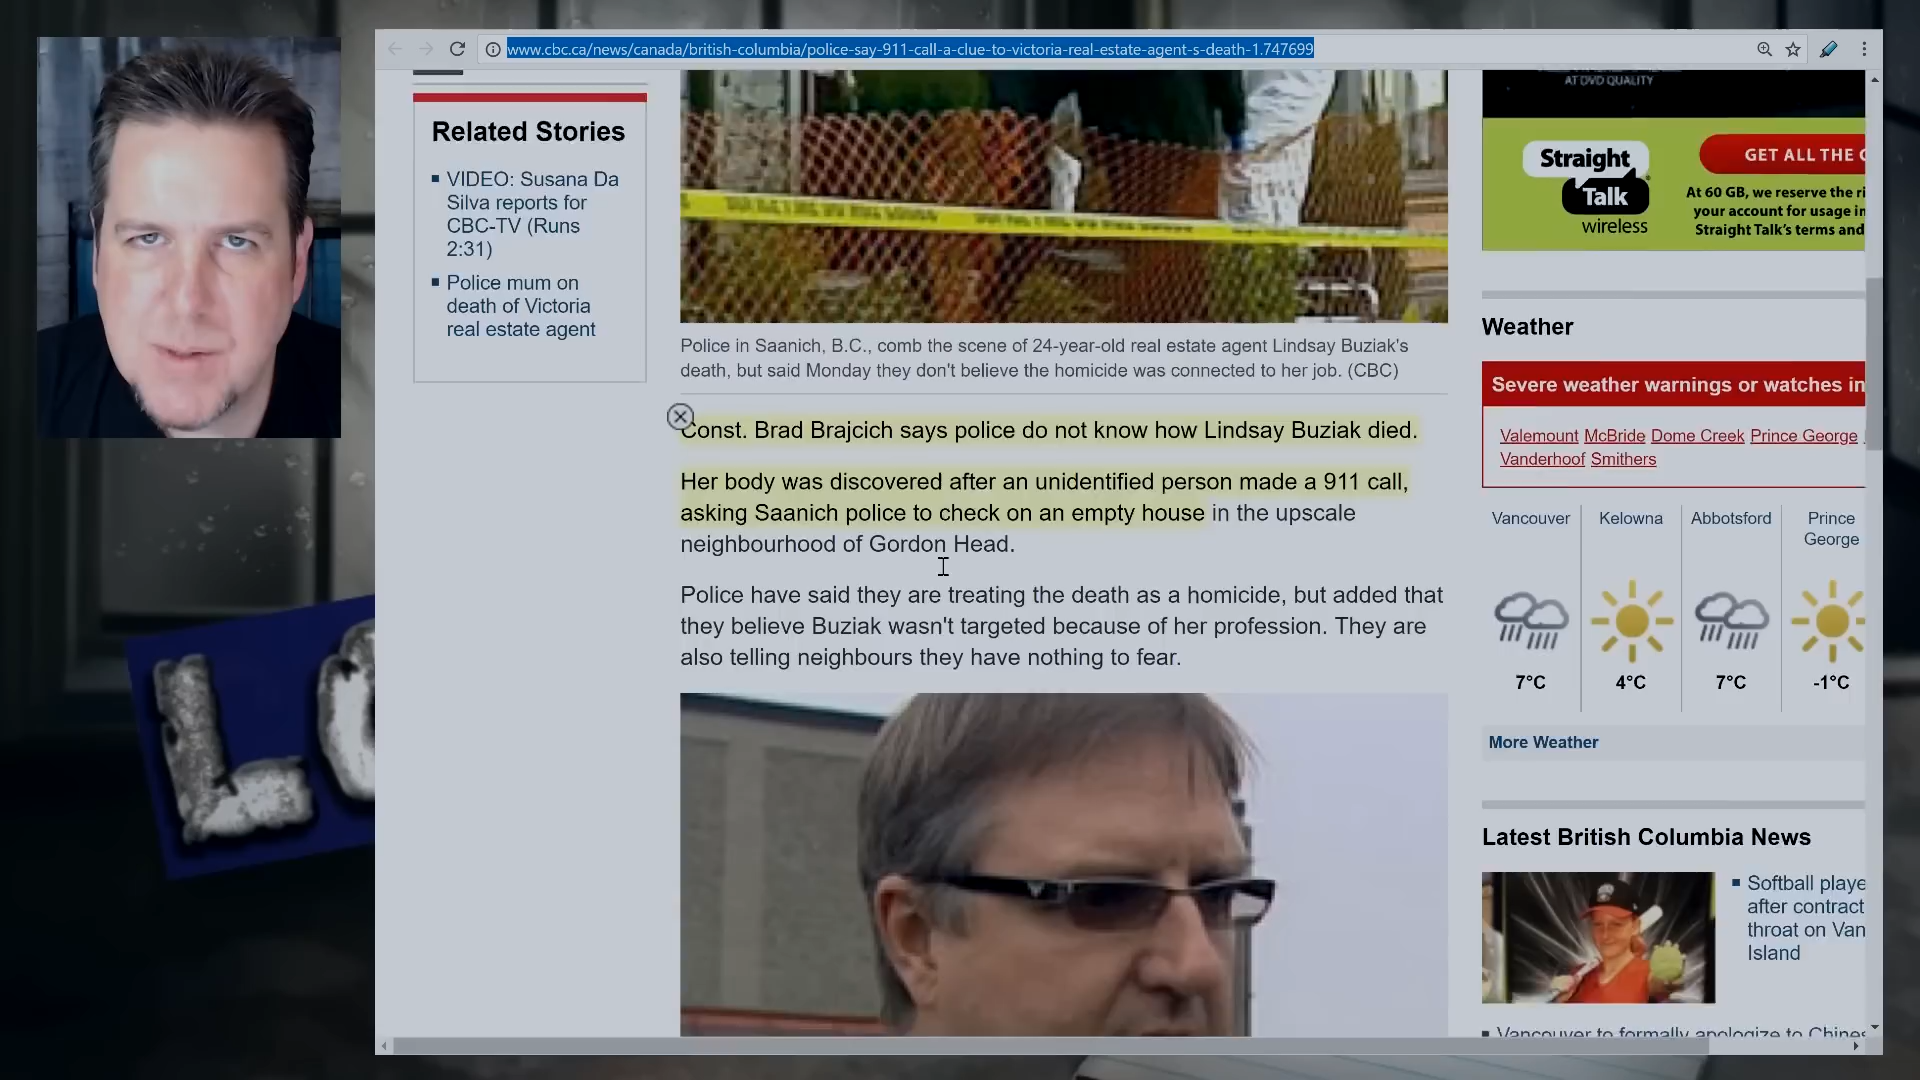 www.cbc.ca/news/canada/british-columbia/police-say-911-call-a-clue-to-victoria-real-estate-agent-s-death-1.747699
Related Stories
VIDEO: Susana Da
Silva reports for
CBC-TV (Runs
2:31)
Police mum on
death of Victoria
real estate agent
Police in Saanich, B.C., comb the scene of 24-year-old real estate agent Lindsay Buziak's
death, but said Monday they don't believe the homicide was connected to her job. (CBC)
Const. Brad Brajcich says police do not know how Lindsay Buziak died.
Her body was discovered after an unidentified person made a 911 call,
asking Saanich police to check on an empty house in the upscale
neighbourhood of Gordon Head.
Police have said they are treating the death as a homicide, but added that
they believe Buziak wasn't targeted because of her profession. They are
also telling neighbours they have nothing to fear.
AT DVD QUALITY
Straight
Talk
wireless
GET ALL THE
At 60 GB, we reserve the
your account for usage
Straight Talk's terms and
Weather
Severe weather warnings or watches in
Valemount McBride Dome Creek Prince George
Vanderhoof Smithers
Vancouver Kelowna Abbotsford Prince
George
7°C 4°C 7°C -1°C
More Weather
Latest British Columbia News
Softball playe
after contract
throat on Van
Island
Vancouver to formally apologize to Chine
LO